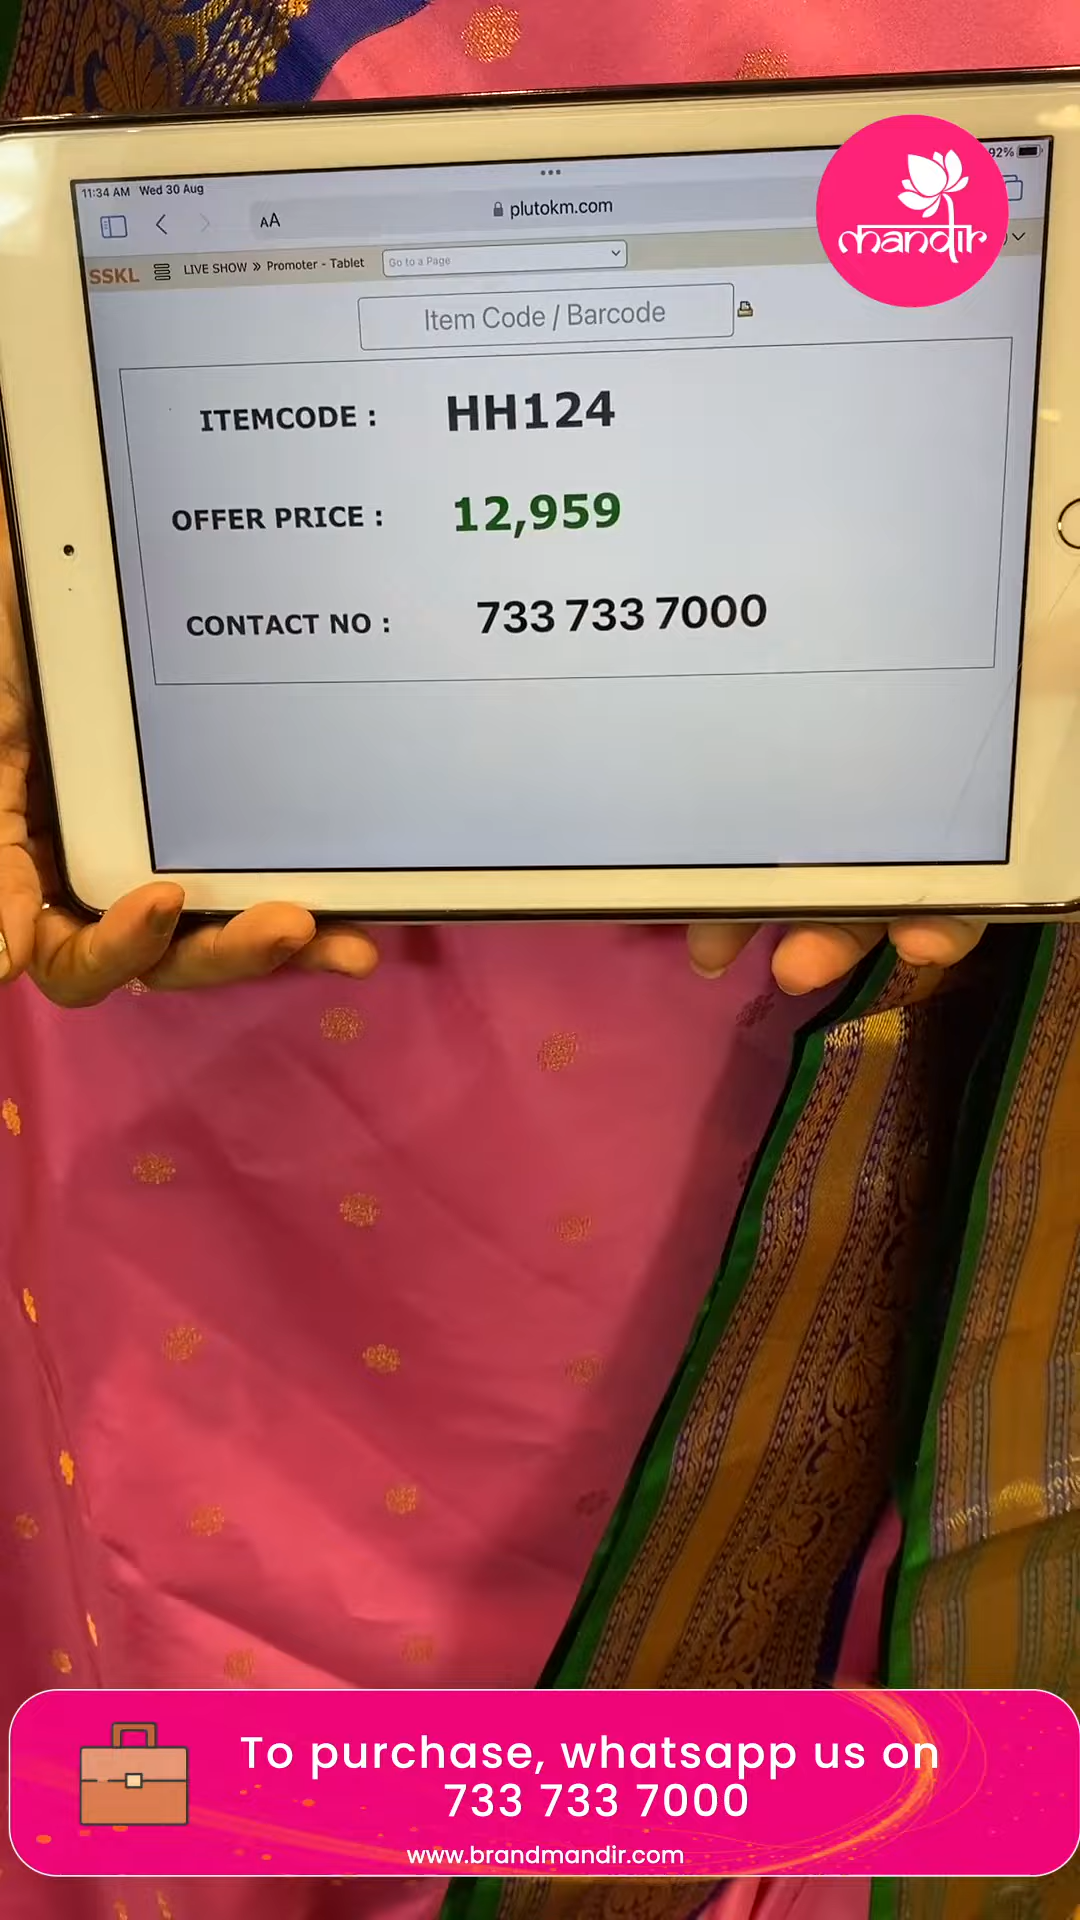 11:34 AM Wed 30 Aug
92%
AA
plutokm.com
mandir
SSKL LIVE SHOW » Promoter - Tablet Go to a Page
Item Code / Barcode
ITEMCODE : HH124
OFFER PRICE : 12,959
CONTACT NO : 733 733 7000
To purchase, whatsapp us on
733 733 7000
www.brandmandir.com